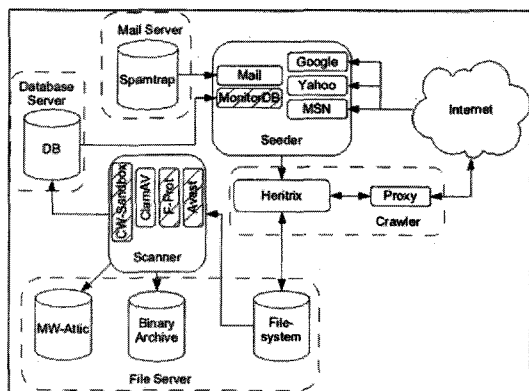 Mail Server
Spamtrap
Database
Server
DB
Mail
MonitorDB
Google
Yahoo
MSN
Seeder
Internet
CW-Sandbox
ClamAV
F-Prot
Avast
Scanner
Heritrix
Proxy
Crawler
MW-Attic
Binary
Archive
File-
system
File Server